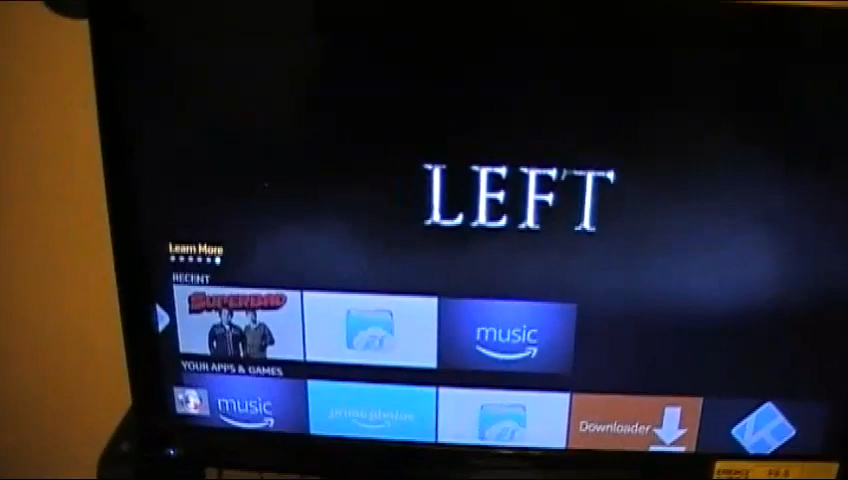 LEFT
Learn More
RECENT
SUPERBAD
music
YOUR APPS & GAMES
music
prime photos
Downloader